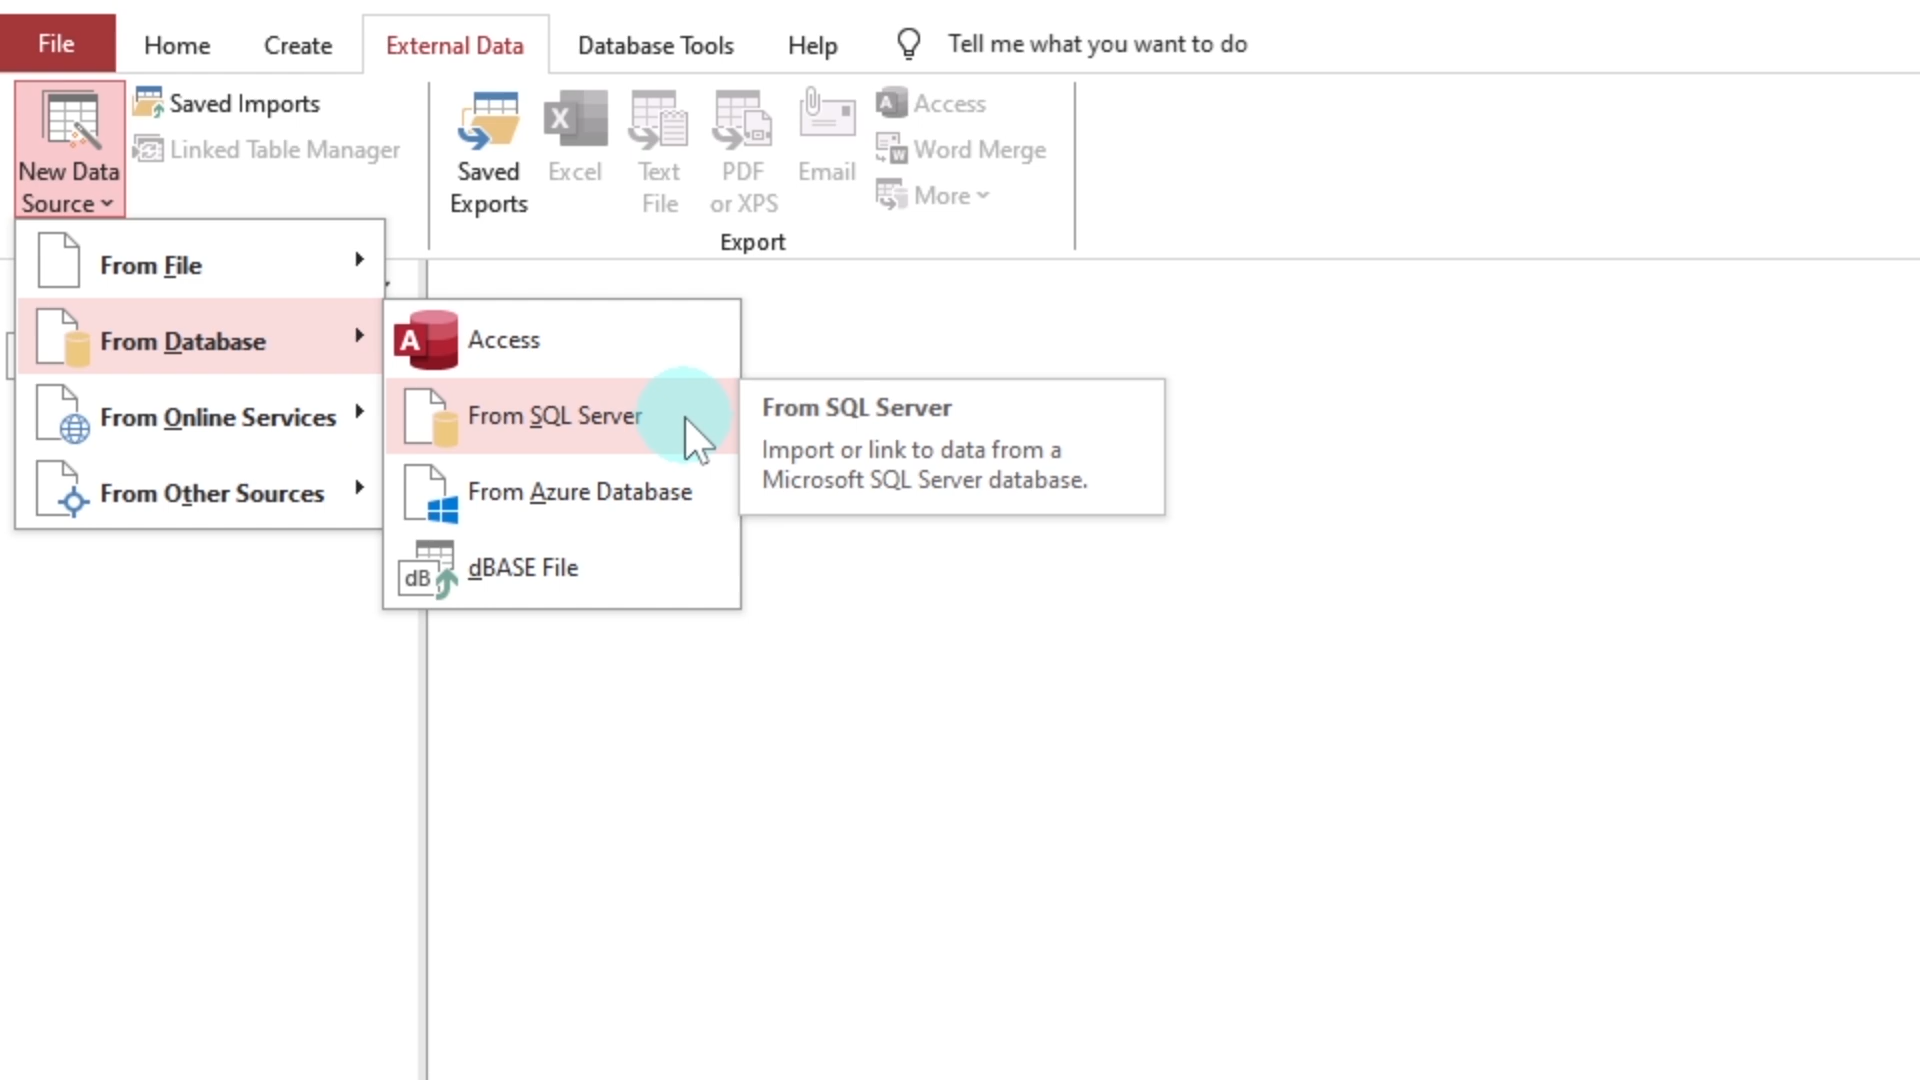 File
Home
Create
External Data
Database Tools
Help
Tell me what you want to do
New Data
Source
Saved Imports
Linked Table Manager
Saved
Exports
Excel
Text
File
PDF
or XPS
Email
Access
Word Merge
More
Export
From File
From Database
From Online Services
From Other Sources
Access
From SQL Server
From Azure Database
dBASE File
From SQL Server
Import or link to data from a
Microsoft SQL Server database.
X
A
W
A
dB